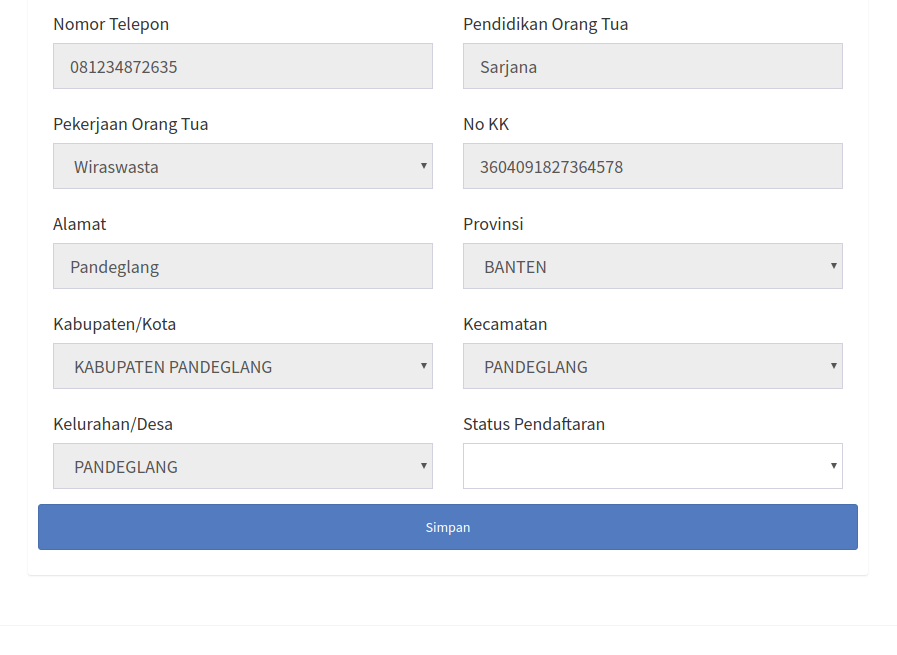 Nomor Telepon
Pendidikan Orang Tua
081234872635
Sarjana
Pekerjaan Orang Tua
No KK
Wiraswasta
3604091827364578
Alamat
Provinsi
Pandeglang
BANTEN
Kabupaten/Kota
Kecamatan
KABUPATEN PANDEGLANG
PANDEGLANG
Kelurahan/Desa
Status Pendaftaran
PANDEGLANG
Simpan